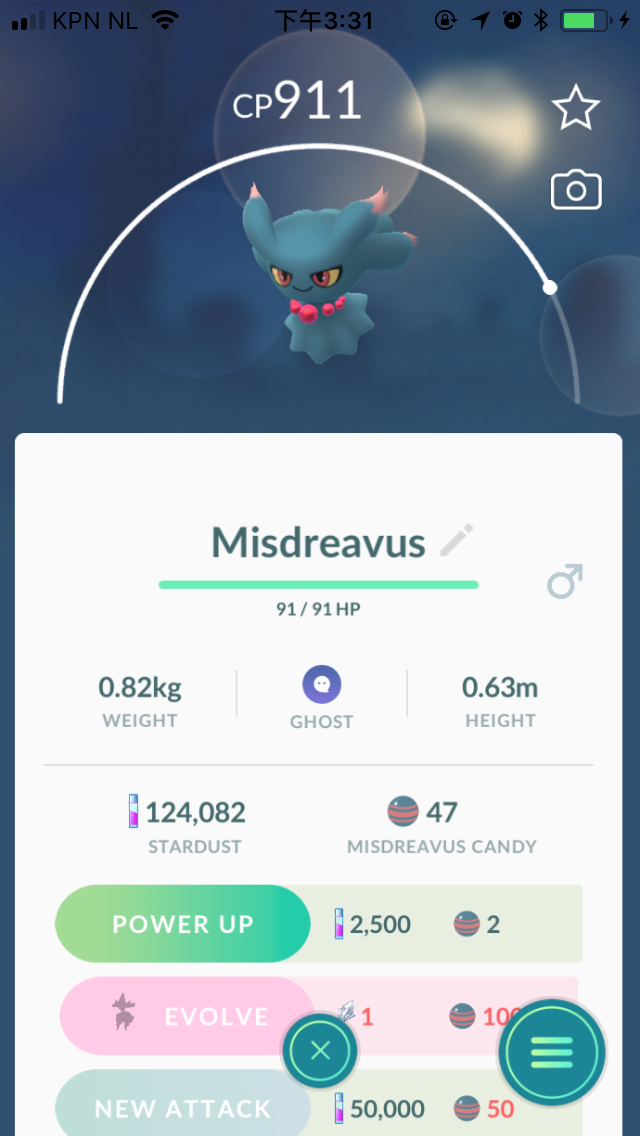 KPN NL 下午3:31
CP911
Misdreavus
91 / 91 HP
0.82kg 0.63m
WEIGHT GHOST HEIGHT
124,082 47
STARDUST MISDREAVUS CANDY
POWER UP 2,500 2
EVOLVE 1 100
NEW ATTACK 50,000 50